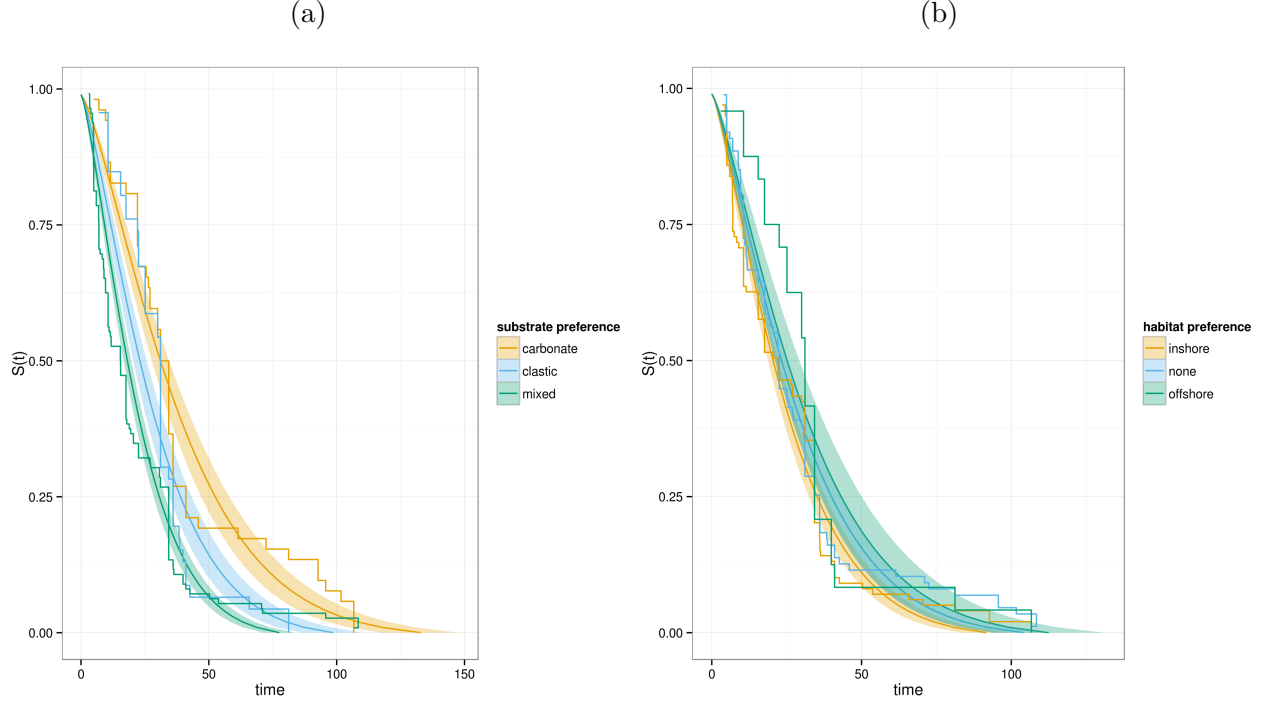 (a)
(b)
1.00
0.75
0.50
0.25
0.00
S(t)
0
50
100
150
time
substrate preference
carbonate
clastic
mixed
1.00
0.75
0.50
0.25
0.00
S(t)
0
50
100
time
habitat preference
inshore
none
offshore